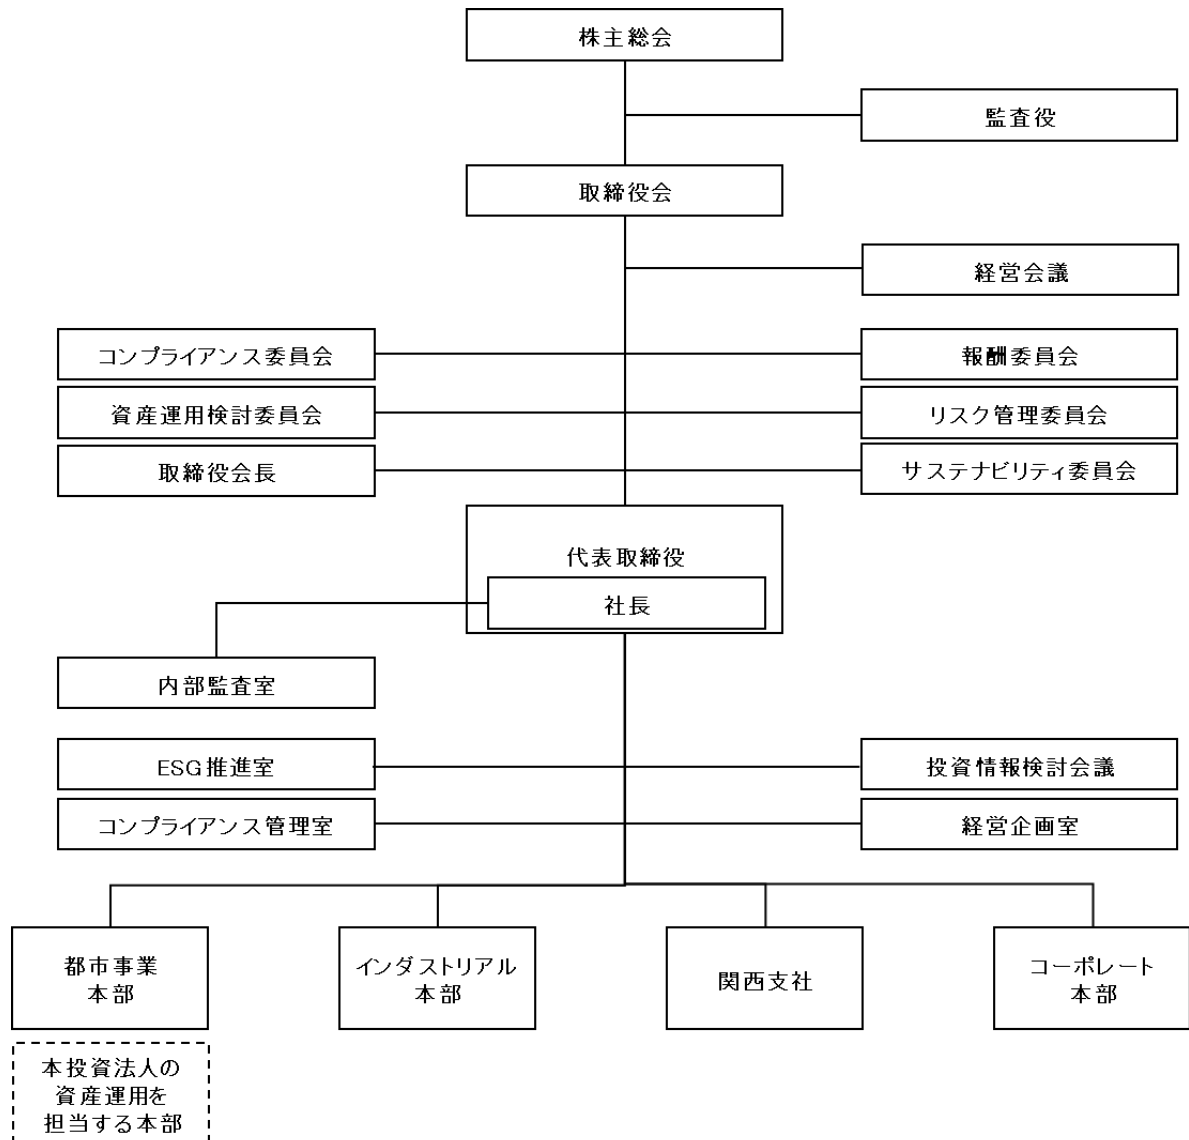 株主総会
監査役
取締役会
経営会議
コンプライアンス委員会
報酬委員会
資産運用検討委員会
リスク管理委員会
取締役会長
サステナビリティ委員会
代表取締役
社長
内部監査室
ESG推進室
投資情報検討会議
コンプライアンス管理室
経営企画室
都市事業
本部
インダストリアル
本部
関西支社
コーポレート
本部
本投資法人の
資産運用を
担当する本部